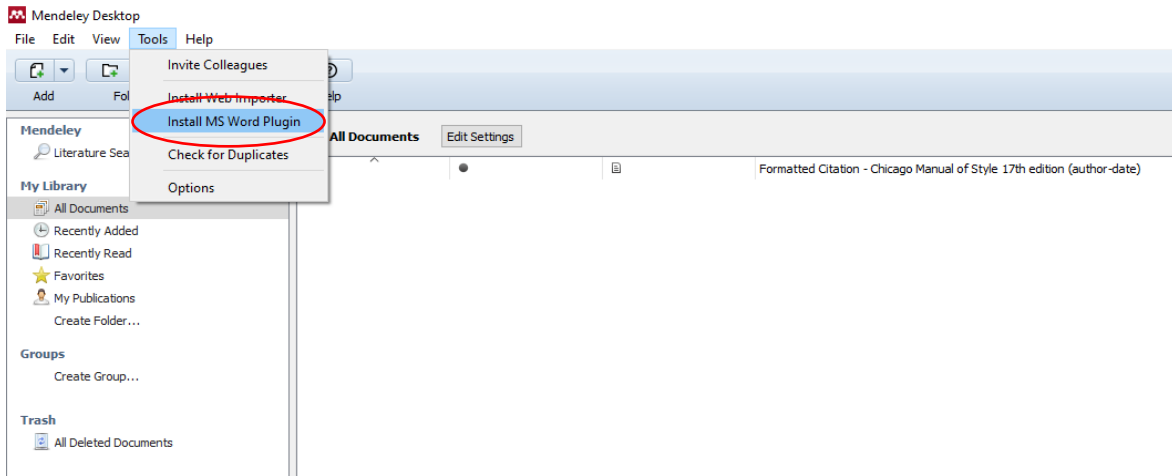 Mendeley Desktop
File Edit View Tools Help
Invite Colleagues
Install Web Importer
Install MS Word Plugin
Check for Duplicates
Options
Add Fol elp
Mendeley
Literature Sea
My Library
All Documents
Recently Added
Recently Read
Favorites
My Publications
Create Folder...
Groups
Create Group...
Trash
All Deleted Documents
All Documents Edit Settings
Formatted Citation - Chicago Manual of Style 17th edition (author-date)